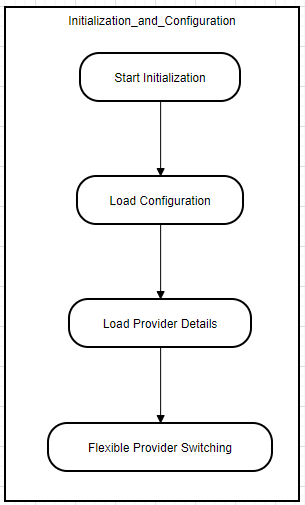 Initialization_and_Configuration
Start Initialization
Load Configuration
Load Provider Details
Flexible Provider Switching